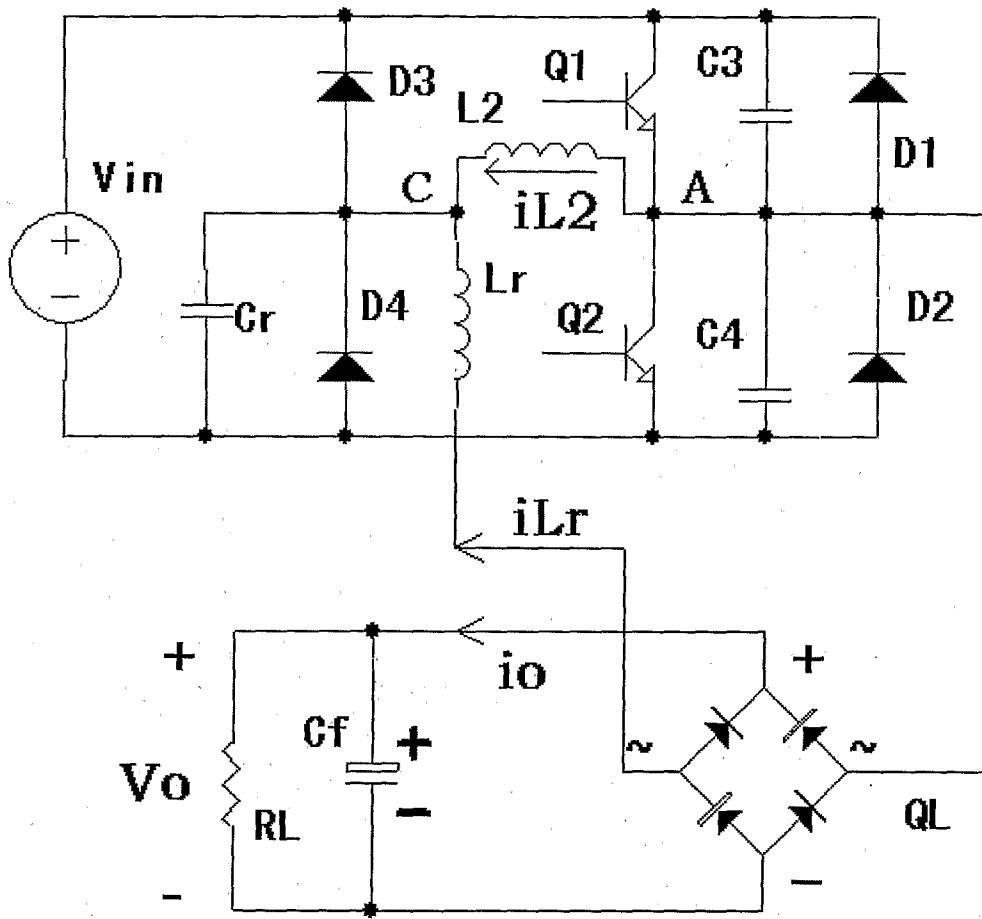 Q1
C3
D3
L2
D1
Vin
C
A
iL2
+
−
Lr
Cr
D4
Q2
C4
D2
iLr
+
io
+
Cf
+
~
~
Vo
−
RL
QL
-
−